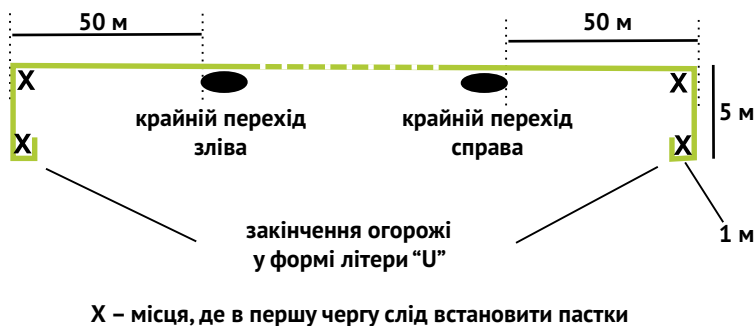 50 м
50 м
X
X
5 м
X
X
крайній перехід
зліва
крайній перехід
справа
закінчення огорожі
у формі літери “U”
1 м
X – місця, де в першу чергу слід встановити пастки